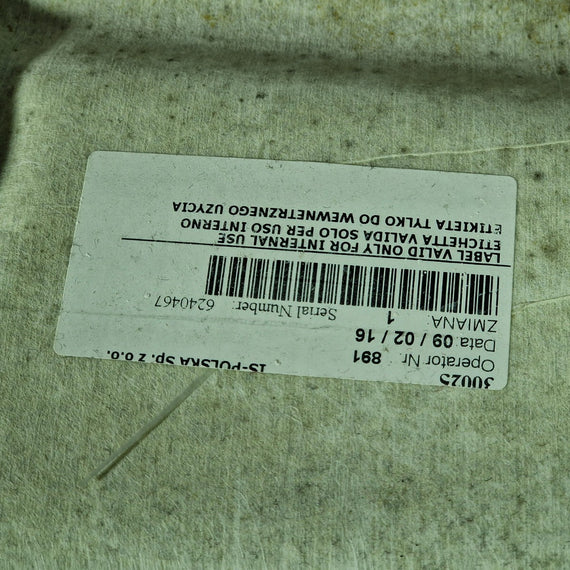 30025 IS-POLSKA Sp. z o.o.
Operator Nr 891
Data: 09 / 02 / 16
ZMIANA: 1 Serial Number: 6240467
LABEL VALID ONLY FOR INTERNAL USE
ETICHETTA VALIDA SOLO PER USO INTERNO
ETIKIETA TYLKO DO WEWNETRZNEGO UZYCIA